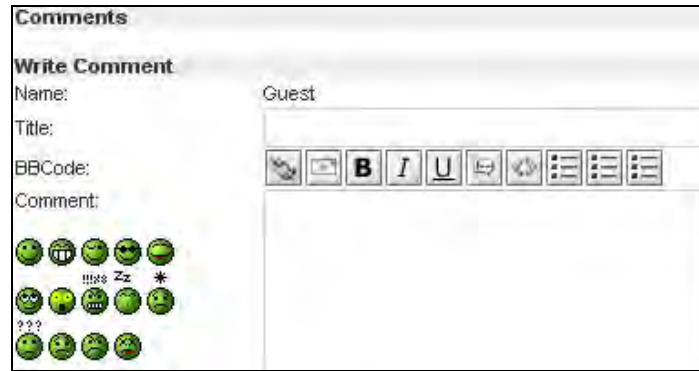 Comments
Write Comment
Name: Guest
Title:
BBCode: B I U
Comment:
!!!
Zz
*
???